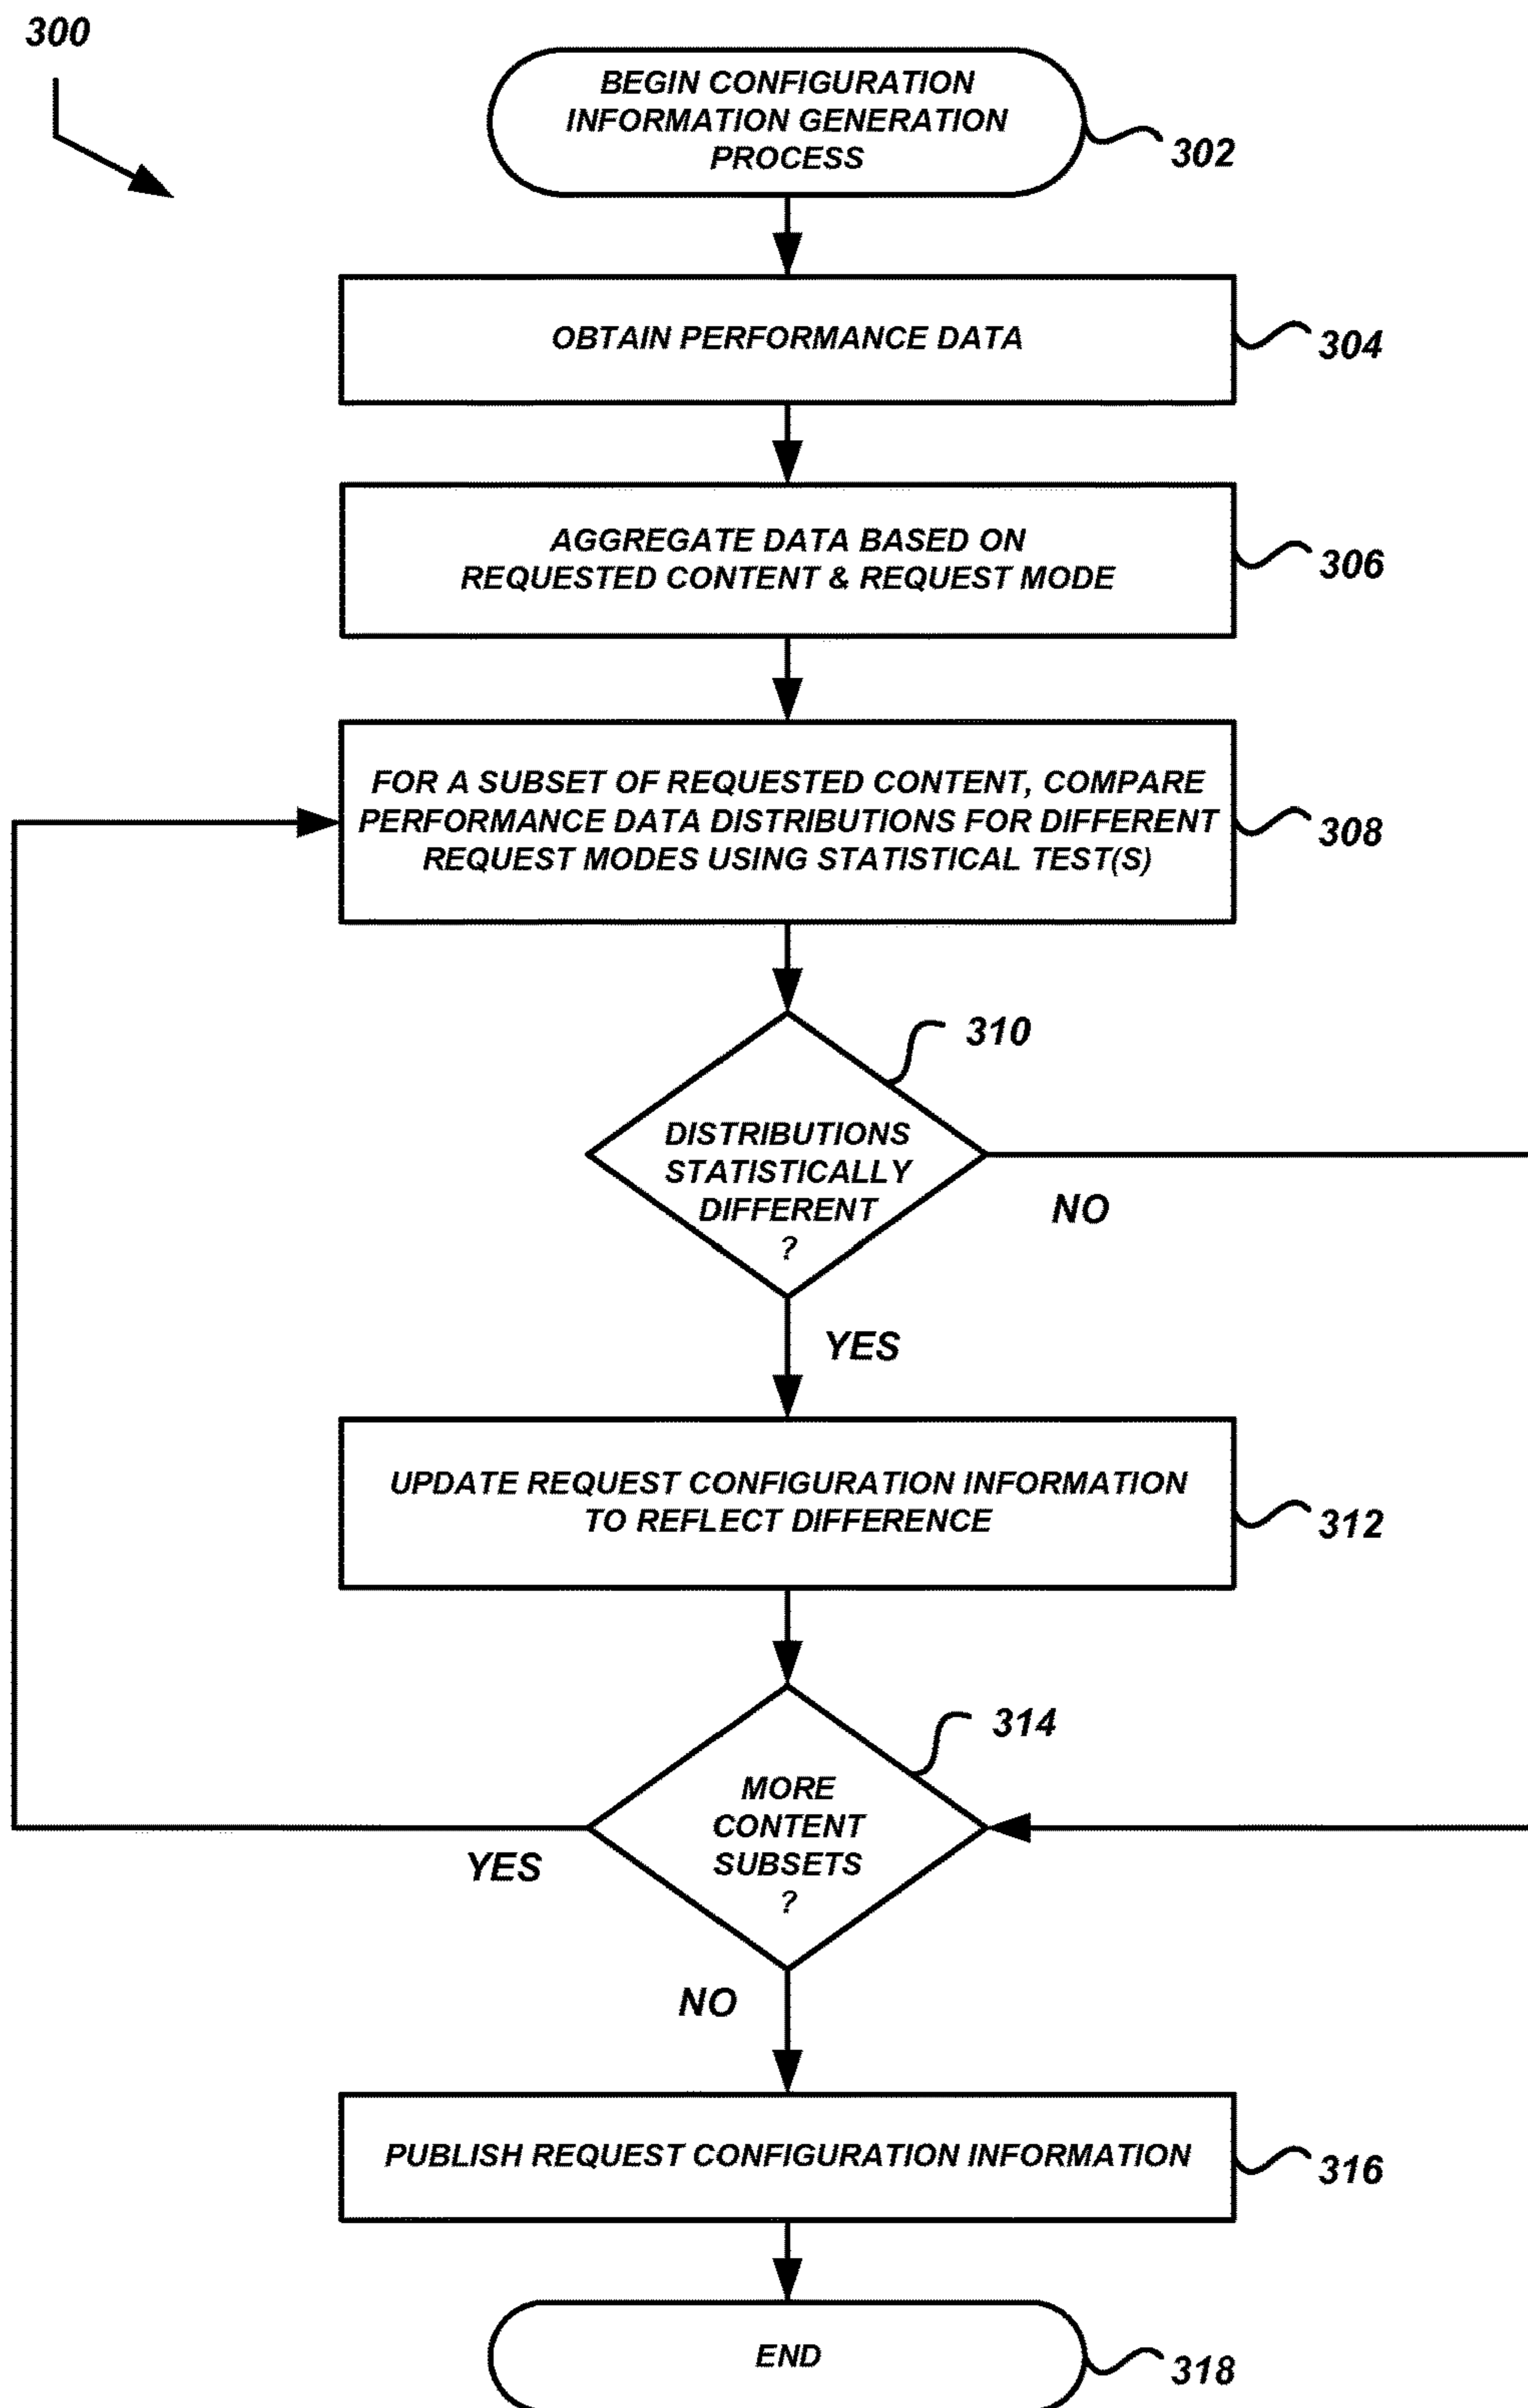 300
BEGIN CONFIGURATION
INFORMATION GENERATION
PROCESS
302
OBTAIN PERFORMANCE DATA
304
AGGREGATE DATA BASED ON
REQUESTED CONTENT & REQUEST MODE
306
FOR A SUBSET OF REQUESTED CONTENT, COMPARE
PERFORMANCE DATA DISTRIBUTIONS FOR DIFFERENT
REQUEST MODES USING STATISTICAL TEST(S)
308
310
DISTRIBUTIONS
STATISTICALLY
DIFFERENT
?
NO
YES
UPDATE REQUEST CONFIGURATION INFORMATION
TO REFLECT DIFFERENCE
312
314
MORE
CONTENT
SUBSETS
?
YES
NO
PUBLISH REQUEST CONFIGURATION INFORMATION
316
END
318